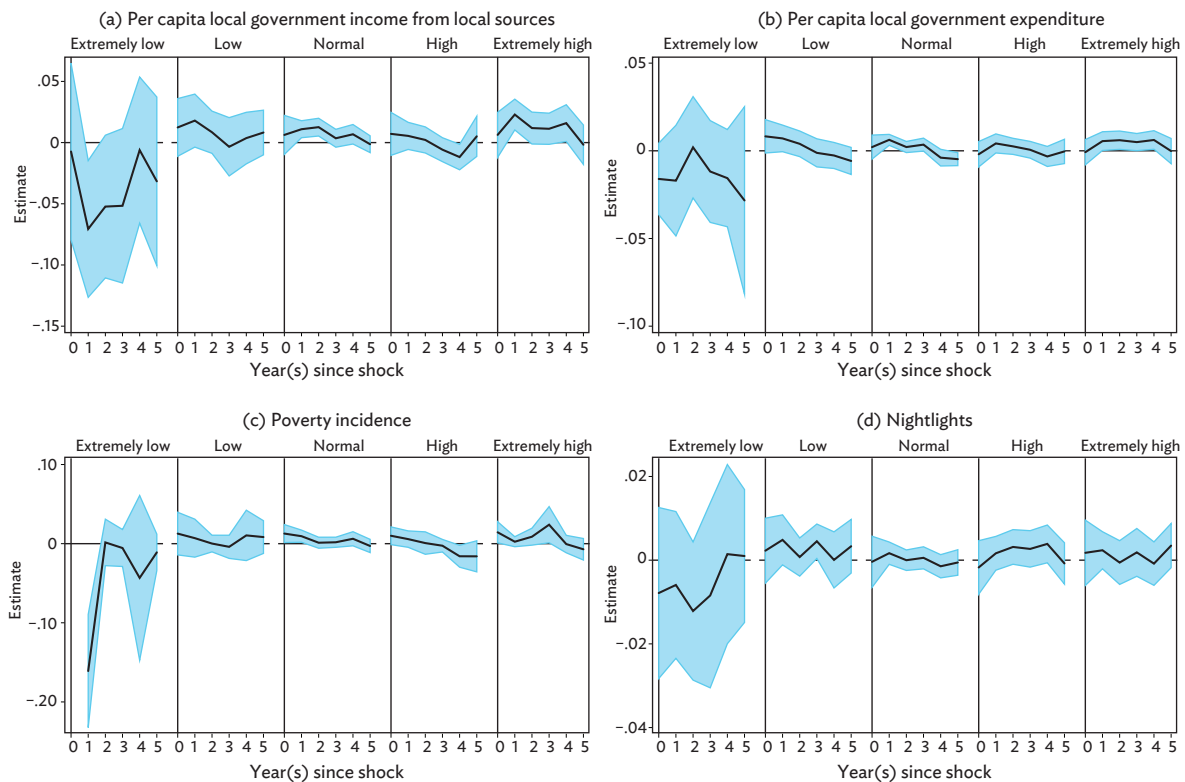 (a) Per capita local government income from local sources
Extremely low Low Normal High Extremely high
.05
0
−.05
−.10
−.15
Estimate
0 1 2 3 4 5 0 1 2 3 4 5 0 1 2 3 4 5 0 1 2 3 4 5 0 1 2 3 4 5
Year(s) since shock
(b) Per capita local government expenditure
Extremely low Low Normal High Extremely high
.05
0
−.05
−.10
Estimate
0 1 2 3 4 5 0 1 2 3 4 5 0 1 2 3 4 5 0 1 2 3 4 5 0 1 2 3 4 5
Year(s) since shock
(c) Poverty incidence
Extremely low Low Normal High Extremely high
.10
0
−.10
−.20
Estimate
0 1 2 3 4 5 0 1 2 3 4 5 0 1 2 3 4 5 0 1 2 3 4 5 0 1 2 3 4 5
Year(s) since shock
(d) Nightlights
Extremely low Low Normal High Extremely high
.02
0
−.02
−.04
Estimate
0 1 2 3 4 5 0 1 2 3 4 5 0 1 2 3 4 5 0 1 2 3 4 5 0 1 2 3 4 5
Year(s) since shock